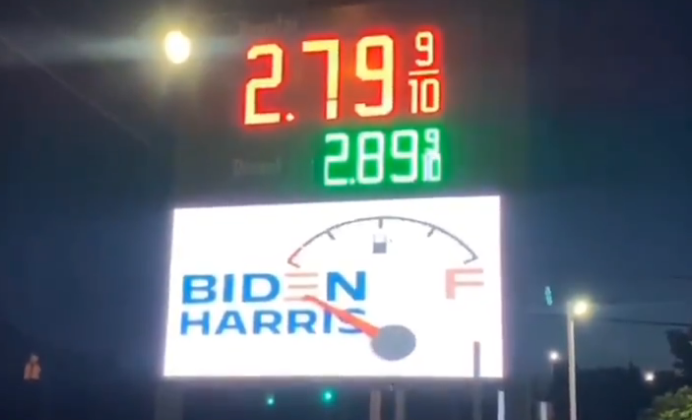 2.79 9/10
2.89 9/10
BIDEN
HARRIS
F